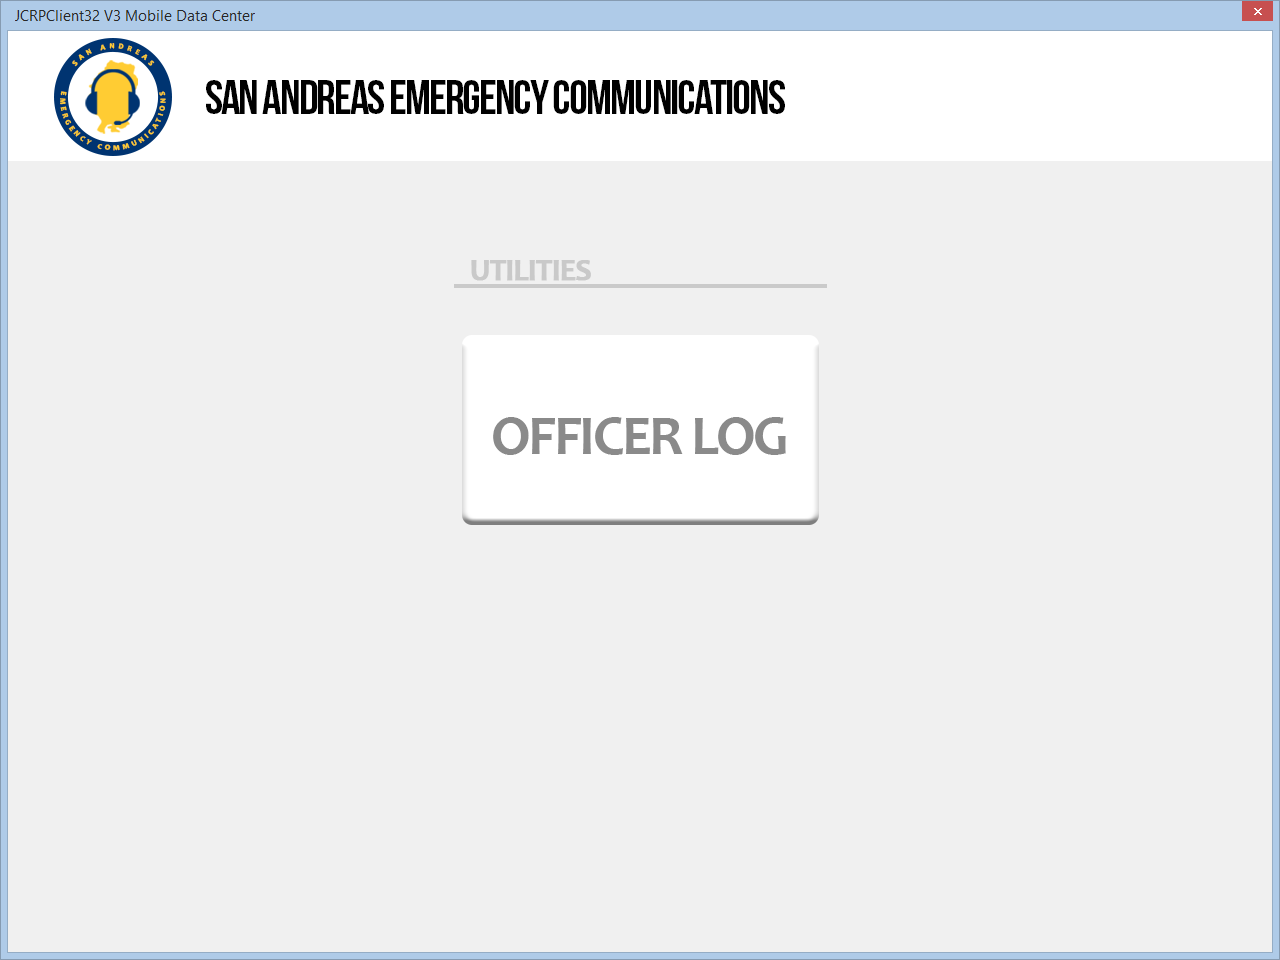 JCRPClient32 V3 Mobile Data Center
SAN ANDREAS
EMERGENCY COMMUNICATIONS
SAN ANDREAS EMERGENCY COMMUNICATIONS
UTILITIES
OFFICER LOG